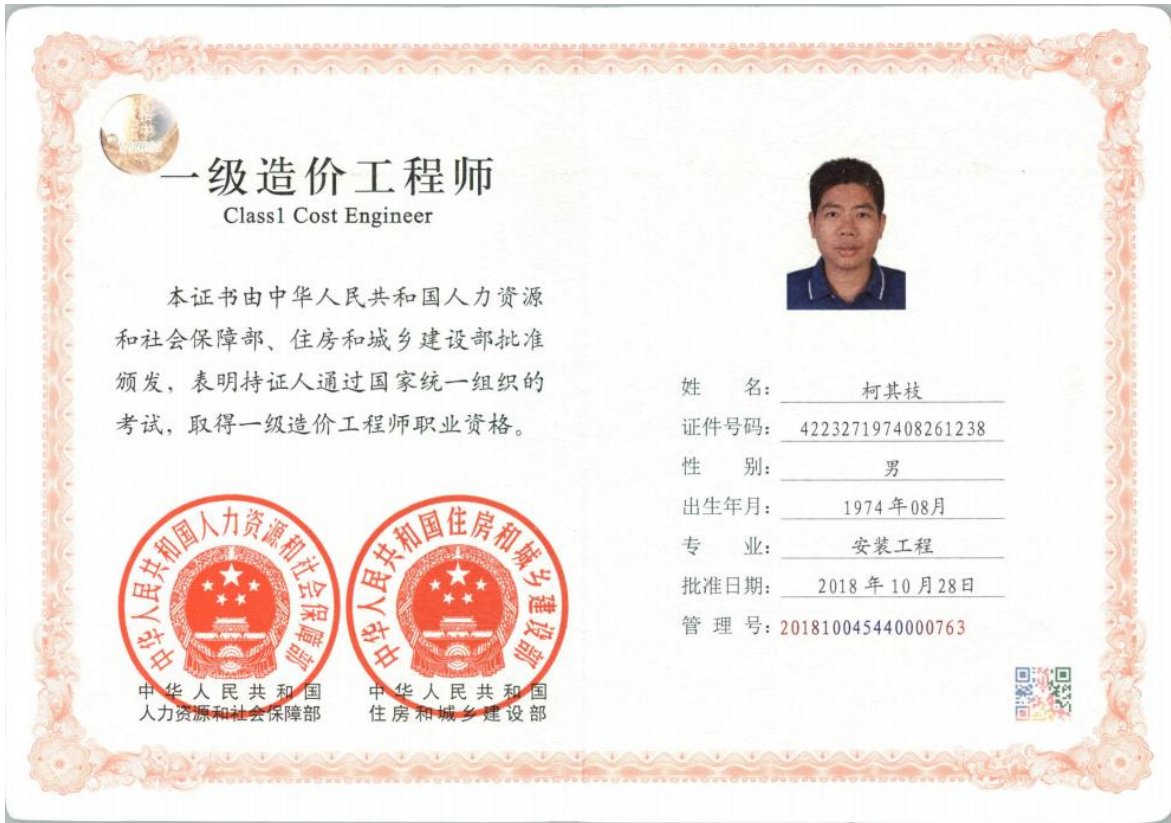 一级造价工程师
Class1 Cost Engineer
本证书由中华人民共和国人力资源
和社会保障部、住房和城乡建设部批准
颁发，表明持证人通过国家统一组织的
考试，取得一级造价工程师职业资格。
中华人民共和国人力资源和社会保障部
中华人民共和国
人力资源和社会保障部
中华人民共和国住房和城乡建设部
中华人民共和国
住房和城乡建设部
姓 名：柯其枝
证件号码：422327197408261238
性 别：男
出生年月：1974年08月
专 业：安装工程
批准日期：2018年10月28日
管 理 号：201810045440000763